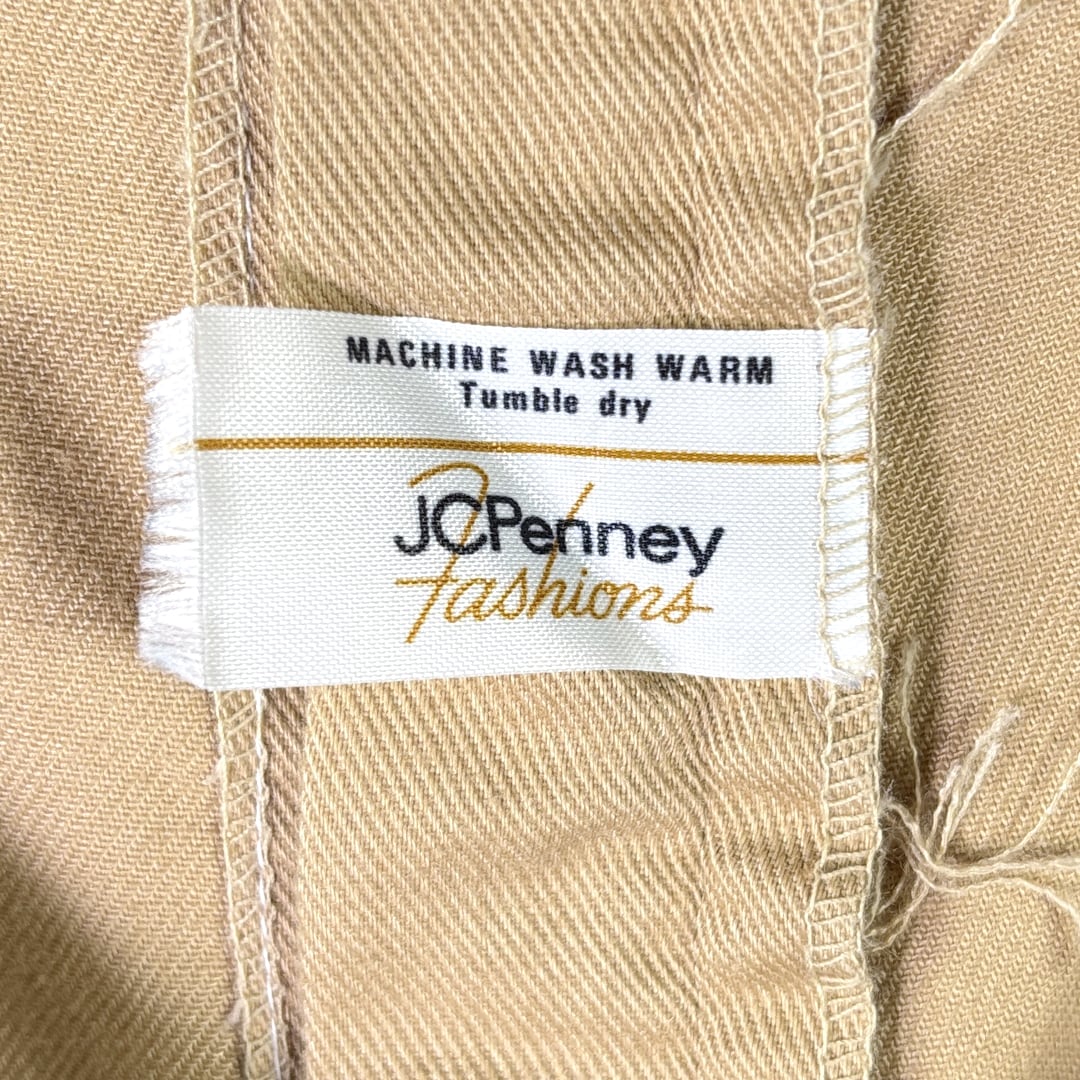 MACHINE WASH WARM
Tumble dry
JCPenney
Fashions